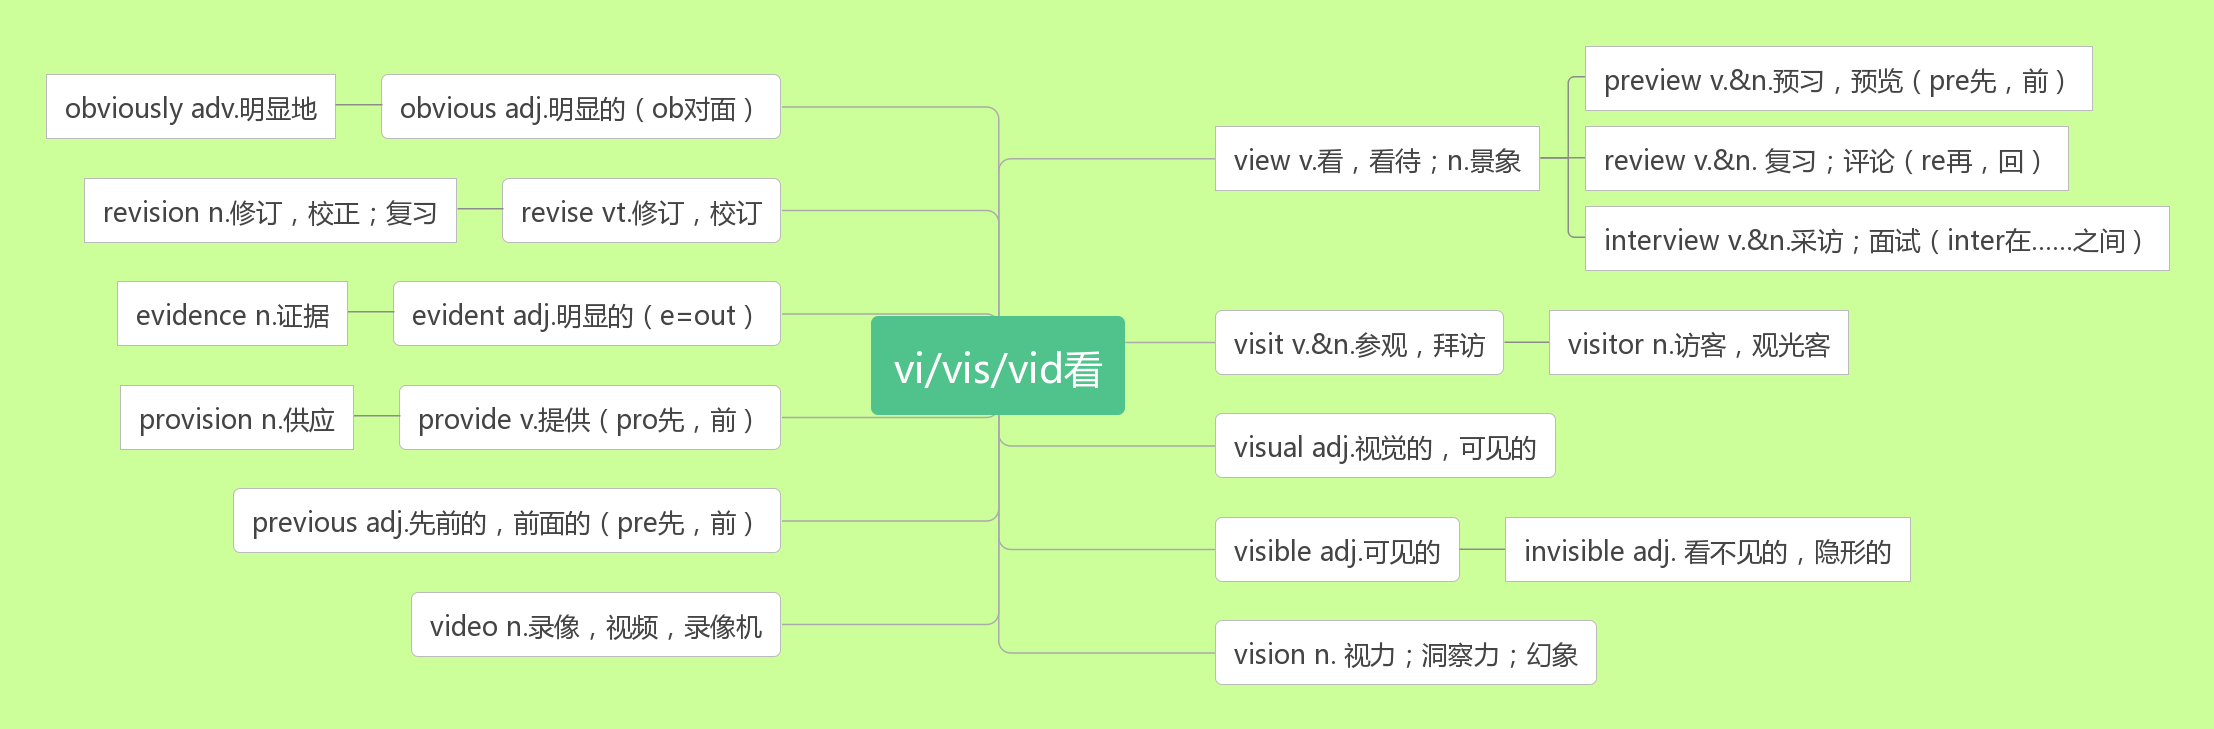 vi/vis/vid看
view v.看，看待；n.景象
preview v.&n.预习，预览（pre先，前）
review v.&n. 复习；评论（re再，回）
interview v.&n.采访；面试（inter在……之间）
visit v.&n.参观，拜访
visitor n.访客，观光客
visual adj.视觉的，可见的
visible adj.可见的
invisible adj. 看不见的，隐形的
vision n. 视力；洞察力；幻象
obvious adj.明显的（ob对面）
obviously adv.明显地
revise vt.修订，校订
revision n.修订，校正；复习
evident adj.明显的（e=out）
evidence n.证据
provide v.提供（pro先，前）
provision n.供应
previous adj.先前的，前面的（pre先，前）
video n.录像，视频，录像机